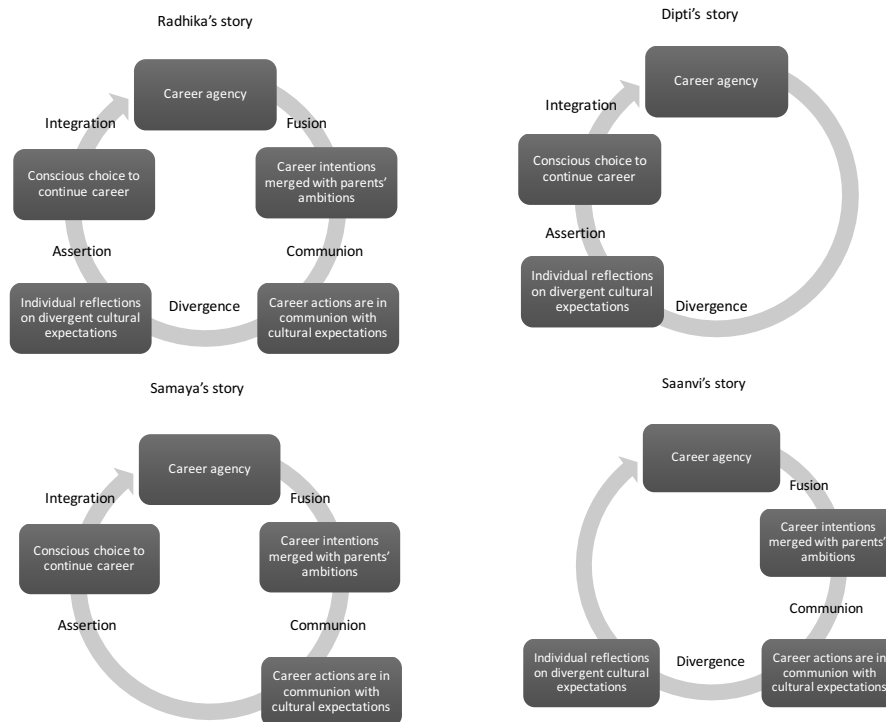 Radhika's story
Career agency
Integration
Fusion
Conscious choice to
continue career
Career intentions
merged with parents'
ambitions
Assertion
Communion
Individual reflections
on divergent cultural
expectations
Divergence
Career actions are in
communion with
cultural expectations
Dipti's story
Career agency
Integration
Conscious choice to
continue career
Assertion
Individual reflections
on divergent cultural
expectations
Divergence
Samaya's story
Career agency
Integration
Fusion
Conscious choice to
continue career
Career intentions
merged with parents'
ambitions
Assertion
Communion
Career actions are in
communion with
cultural expectations
Saanvi's story
Career agency
Fusion
Career intentions
merged with parents'
ambitions
Communion
Individual reflections
on divergent cultural
expectations
Divergence
Career actions are in
communion with
cultural expectations